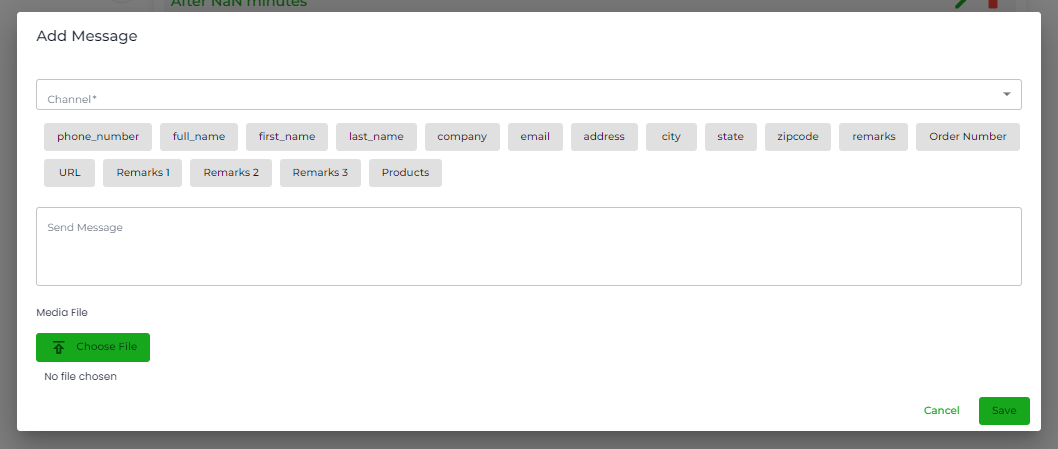 After NaN minutes
Add Message
Channel*
phone_number full_name first_name last_name company email address city state zipcode remarks Order Number
URL Remarks 1 Remarks 2 Remarks 3 Products
Send Message
Media File
Choose File
No file chosen
Cancel Save